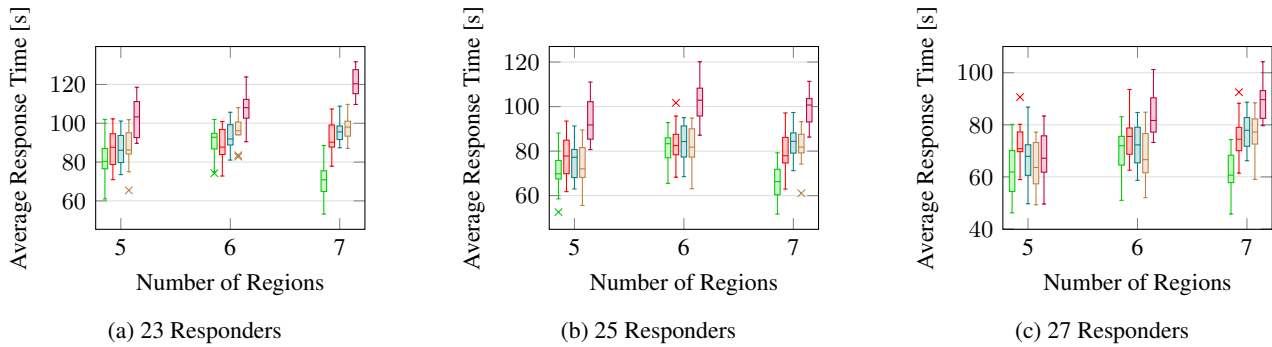 Average Response Time [s]
120
100
80
60
5
6
7
Number of Regions
(a) 23 Responders
Average Response Time [s]
120
100
80
60
5
6
7
Number of Regions
(b) 25 Responders
Average Response Time [s]
100
80
60
40
5
6
7
Number of Regions
(c) 27 Responders